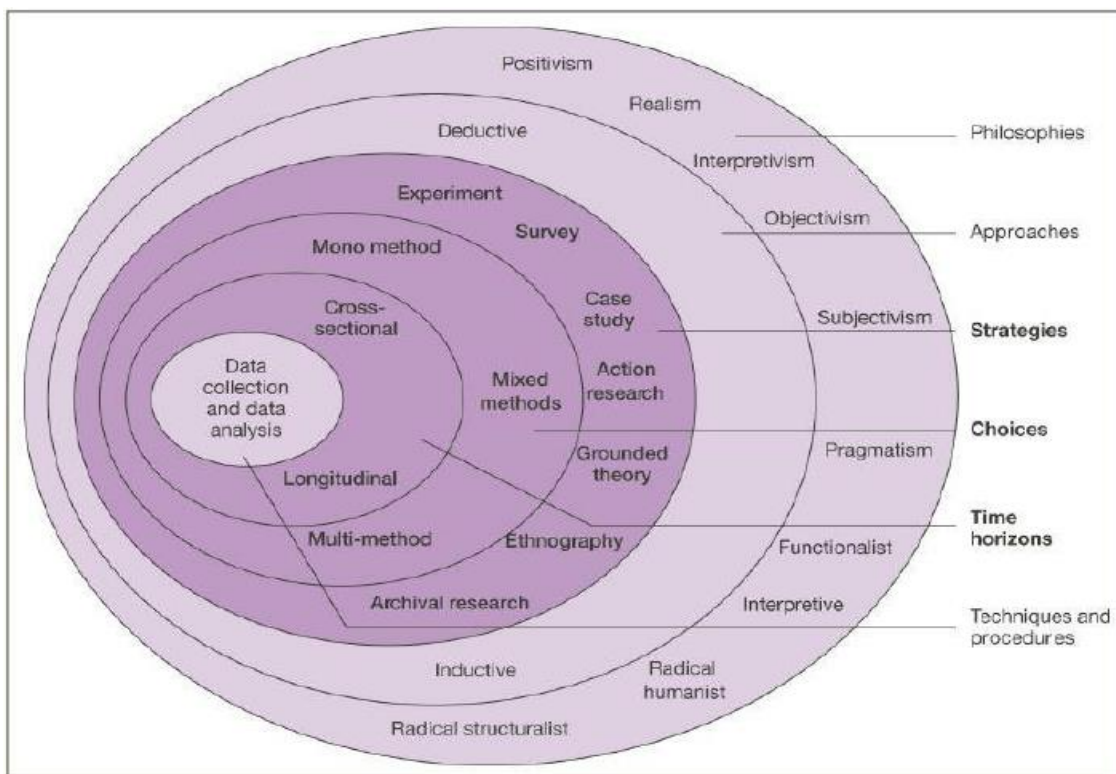 Positivism
Realism
Philosophies
Deductive
Interpretivism
Experiment
Objectivism
Survey
Approaches
Mono method
Cross-
sectional
Case
study
Subjectivism
Strategies
Data
collection
and data
analysis
Mixed
methods
Action
research
Choices
Pragmatism
Grounded
theory
Longitudinal
Time
horizons
Multi-method
Ethnography
Functionalist
Archival research
Interpretive
Techniques and
procedures
Inductive
Radical
humanist
Radical structuralist